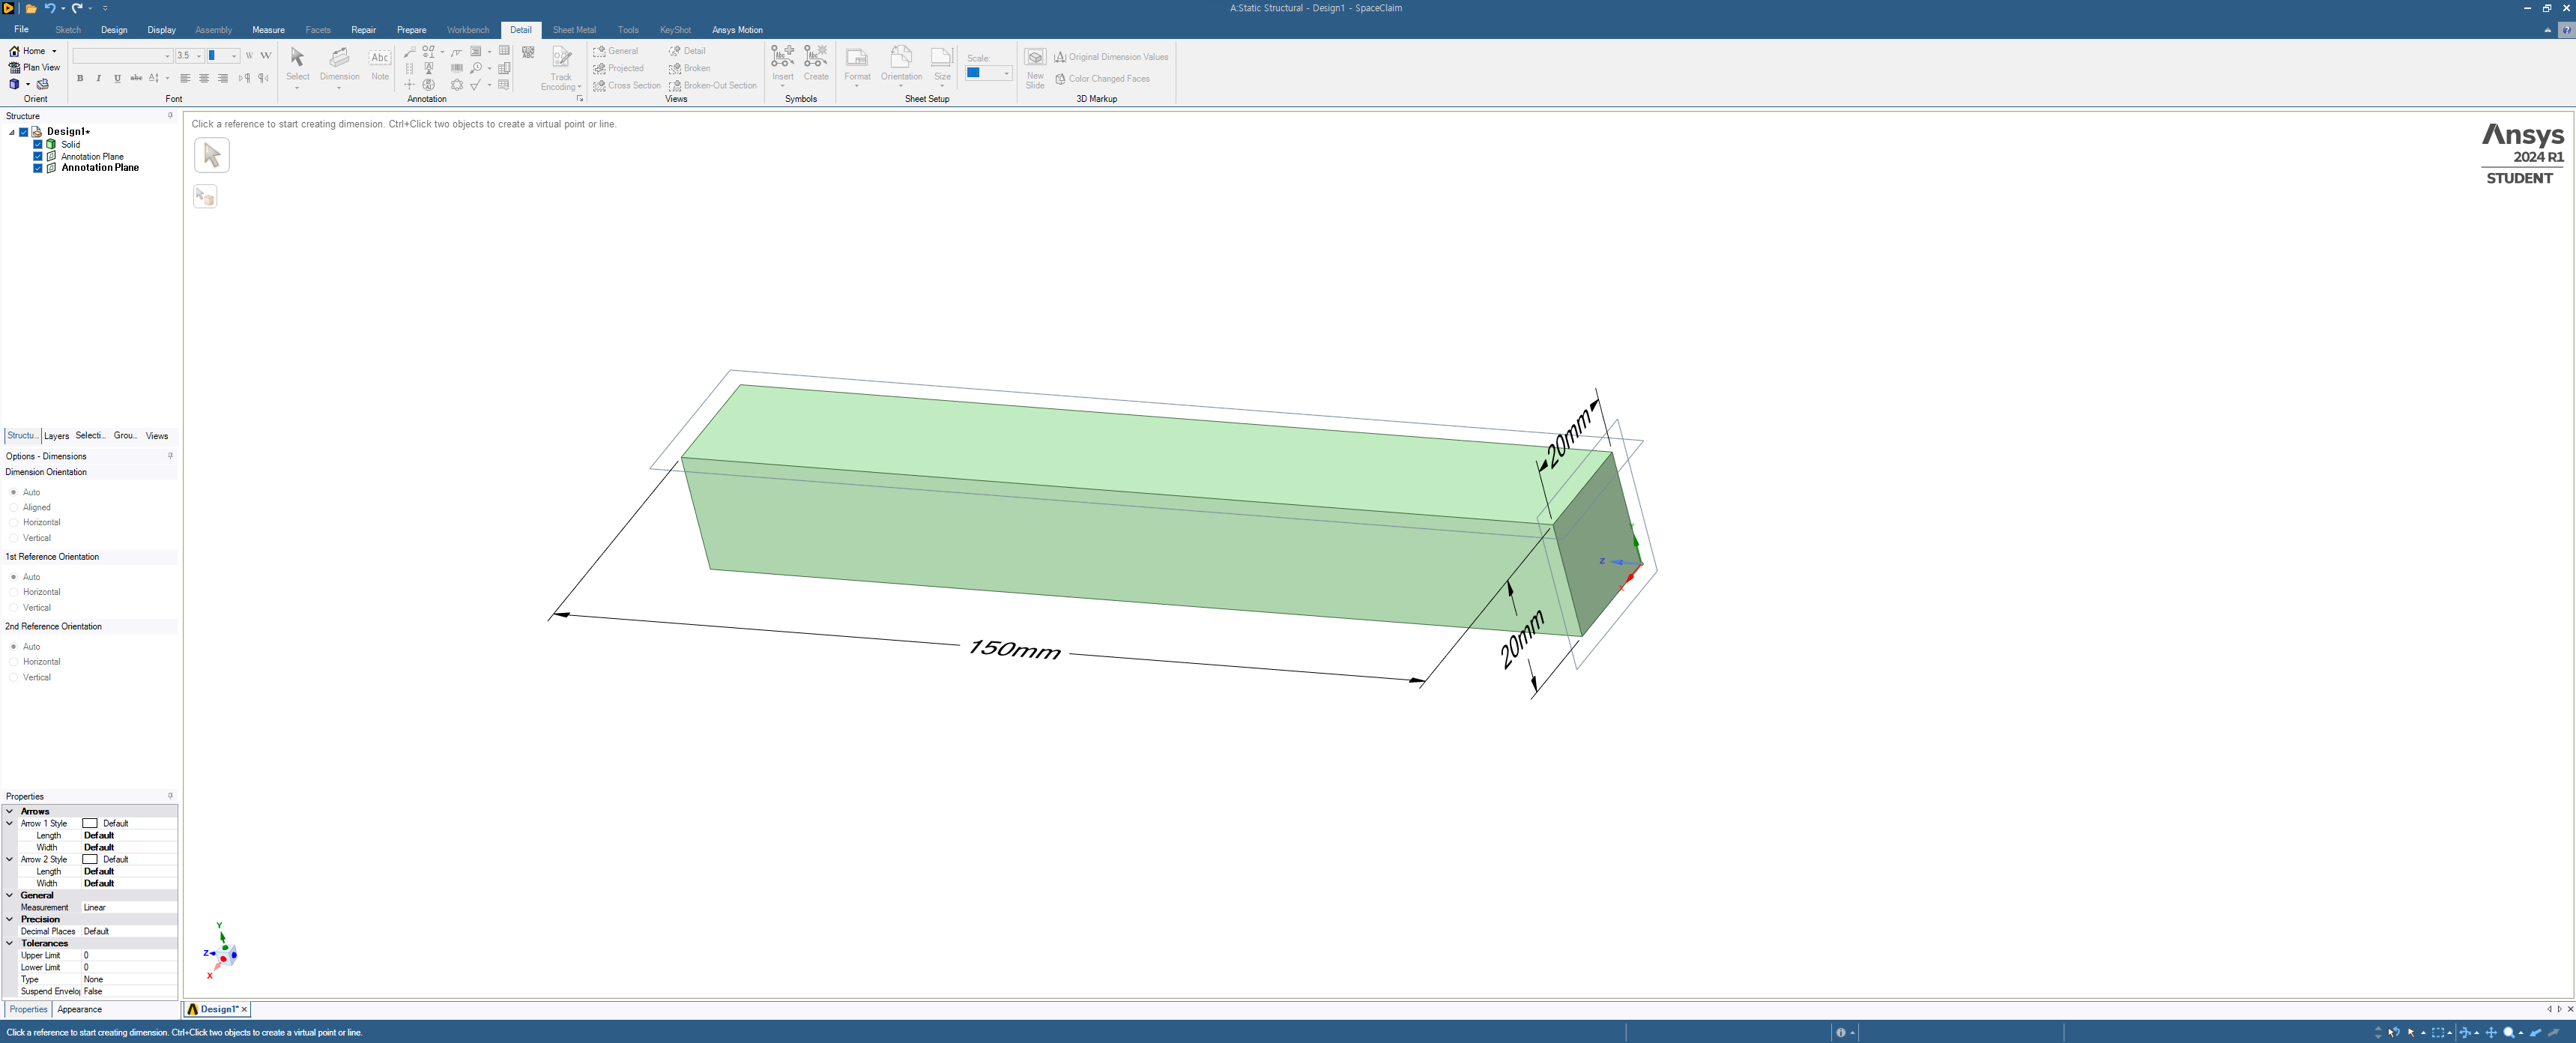 A:Static Structural - Design1 - SpaceClaim
File Sketch Design Display Assembly Measure Facets Repair Prepare Workbench Detail Sheet Metal Tools KeyShot Ansys Motion
Home
Plan View
Orient
3.5
B I U abc
Font
Select
Dimension
Abc
Note
Annotation
Track
Encoding
General
Projected
Cross Section
Detail
Broken
Broken-Out Section
Views
Insert
Create
Symbols
Format
Orientation
Size
Scale:
Sheet Setup
New
Slide
Original Dimension Values
Color Changed Faces
3D Markup
Structure
Design1*
Solid
Annotation Plane
Annotation Plane
Structu... Layers Selecti... Grou... Views
Options - Dimensions
Dimension Orientation
Auto
Aligned
Horizontal
Vertical
1st Reference Orientation
Auto
Horizontal
Vertical
2nd Reference Orientation
Auto
Horizontal
Vertical
Properties
Arrows
Arrow 1 Style Default
Length Default
Width Default
Arrow 2 Style Default
Length Default
Width Default
General
Measurement Linear
Precision
Decimal Places Default
Tolerances
Upper Limit 0
Lower Limit 0
Type None
Suspend Envelo False
Properties Appearance
Click a reference to start creating dimension. Ctrl+Click two objects to create a virtual point or line.
Ansys
2024 R1
STUDENT
20mm
150mm
20mm
Z
X
Y
Z
X
Design1*
Click a reference to start creating dimension. Ctrl+Click two objects to create a virtual point or line.